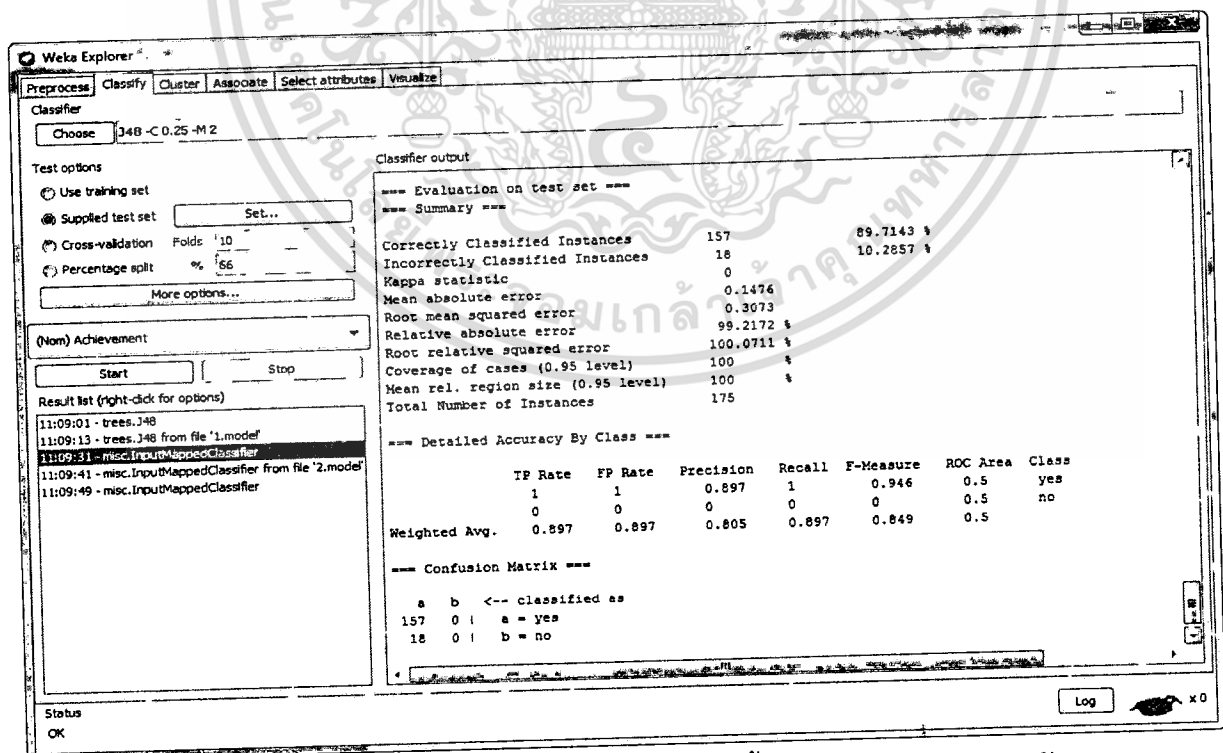 Weka Explorer
Preprocess Classify Cluster Associate Select attributes Visualize
Classifier
Choose J48 -C 0.25 -M 2
Test options
Use training set
Supplied test set Set...
Cross-validation Folds 10
Percentage split % 66
More options...
(Nom) Achievement
Start Stop
Result list (right-click for options)
11:09:01 - trees.J48
11:09:13 - trees.J48 from file '1.model'
11:09:31 - misc.InputMappedClassifier
11:09:41 - misc.InputMappedClassifier from file '2.model'
11:09:49 - misc.InputMappedClassifier
Classifier output
=== Evaluation on test set ===
=== Summary ===
Correctly Classified Instances 157 89.7143 %
Incorrectly Classified Instances 18 10.2857 %
Kappa statistic 0
Mean absolute error 0.1476
Root mean squared error 0.3073
Relative absolute error 99.2172 %
Root relative squared error 100.0711 %
Coverage of cases (0.95 level) 100 %
Mean rel. region size (0.95 level) 100 %
Total Number of Instances 175
=== Detailed Accuracy By Class ===
TP Rate FP Rate Precision Recall F-Measure ROC Area Class
1 1 0.897 1 0.946 0.5 yes
0 0 0 0 0 0.5 no
Weighted Avg. 0.897 0.897 0.805 0.897 0.849 0.5
=== Confusion Matrix ===
a b <-- classified as
157 0 | a = yes
18 0 | b = no
Status
OK
Log x 0